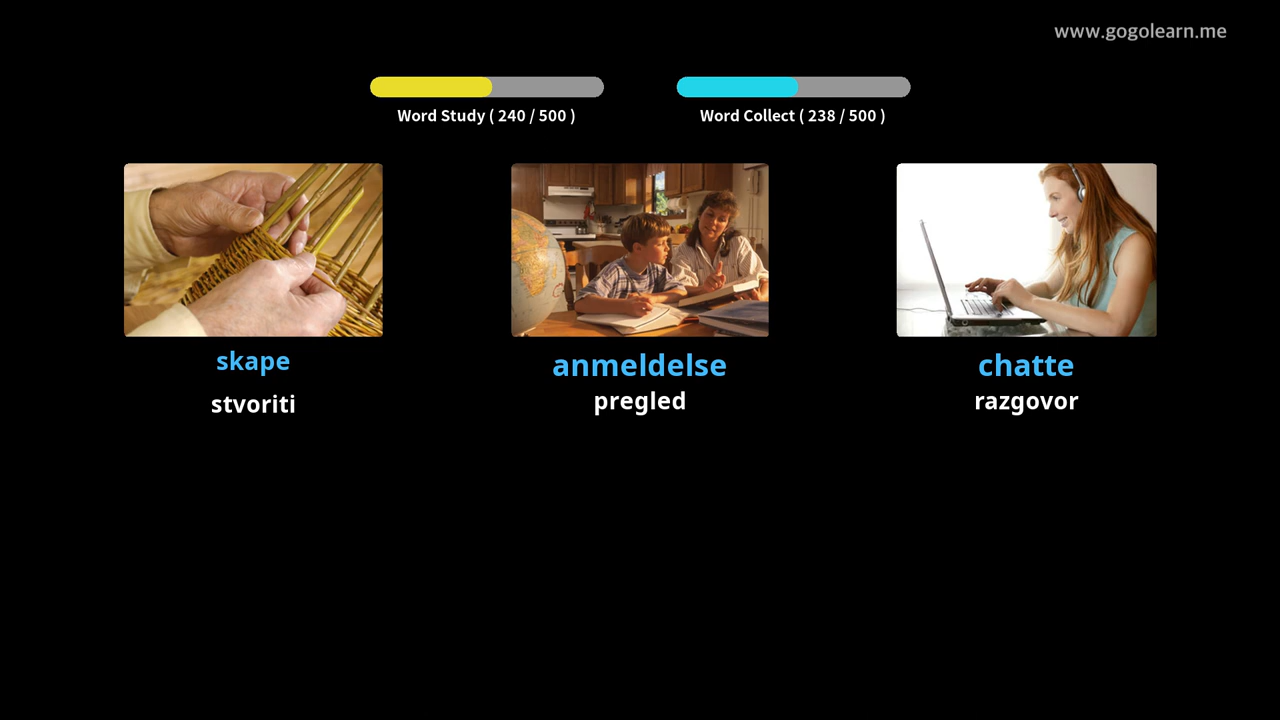 www.gogolearn.me
Word Study ( 240 / 500 )
Word Collect ( 238 / 500 )
skape
anmeldelse
chatte
stvoriti
pregled
razgovor